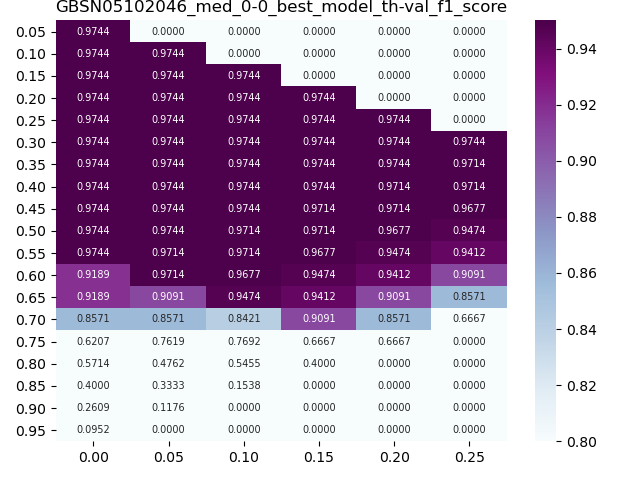 GBSN05102046_med_0-0_best_model_th-val_f1_score
0.05 0.9744 0.0000 0.0000 0.0000 0.0000 0.0000
0.10 0.9744 0.9744 0.0000 0.0000 0.0000 0.0000
0.15 0.9744 0.9744 0.9744 0.0000 0.0000 0.0000
0.20 0.9744 0.9744 0.9744 0.9744 0.0000 0.0000
0.25 0.9744 0.9744 0.9744 0.9744 0.9744 0.0000
0.30 0.9744 0.9744 0.9744 0.9744 0.9744 0.9744
0.35 0.9744 0.9744 0.9744 0.9744 0.9744 0.9714
0.40 0.9744 0.9744 0.9744 0.9744 0.9714 0.9714
0.45 0.9744 0.9744 0.9744 0.9714 0.9714 0.9677
0.50 0.9744 0.9744 0.9714 0.9714 0.9677 0.9474
0.55 0.9744 0.9714 0.9714 0.9677 0.9474 0.9412
0.60 0.9189 0.9714 0.9677 0.9474 0.9412 0.9091
0.65 0.9189 0.9091 0.9474 0.9412 0.9091 0.8571
0.70 0.8571 0.8571 0.8421 0.9091 0.8571 0.6667
0.75 0.6207 0.7619 0.7692 0.6667 0.6667 0.0000
0.80 0.5714 0.4762 0.5455 0.4000 0.0000 0.0000
0.85 0.4000 0.3333 0.1538 0.0000 0.0000 0.0000
0.90 0.2609 0.1176 0.0000 0.0000 0.0000 0.0000
0.95 0.0952 0.0000 0.0000 0.0000 0.0000 0.0000
0.00 0.05 0.10 0.15 0.20 0.25
0.94
0.92
0.90
0.88
0.86
0.84
0.82
0.80